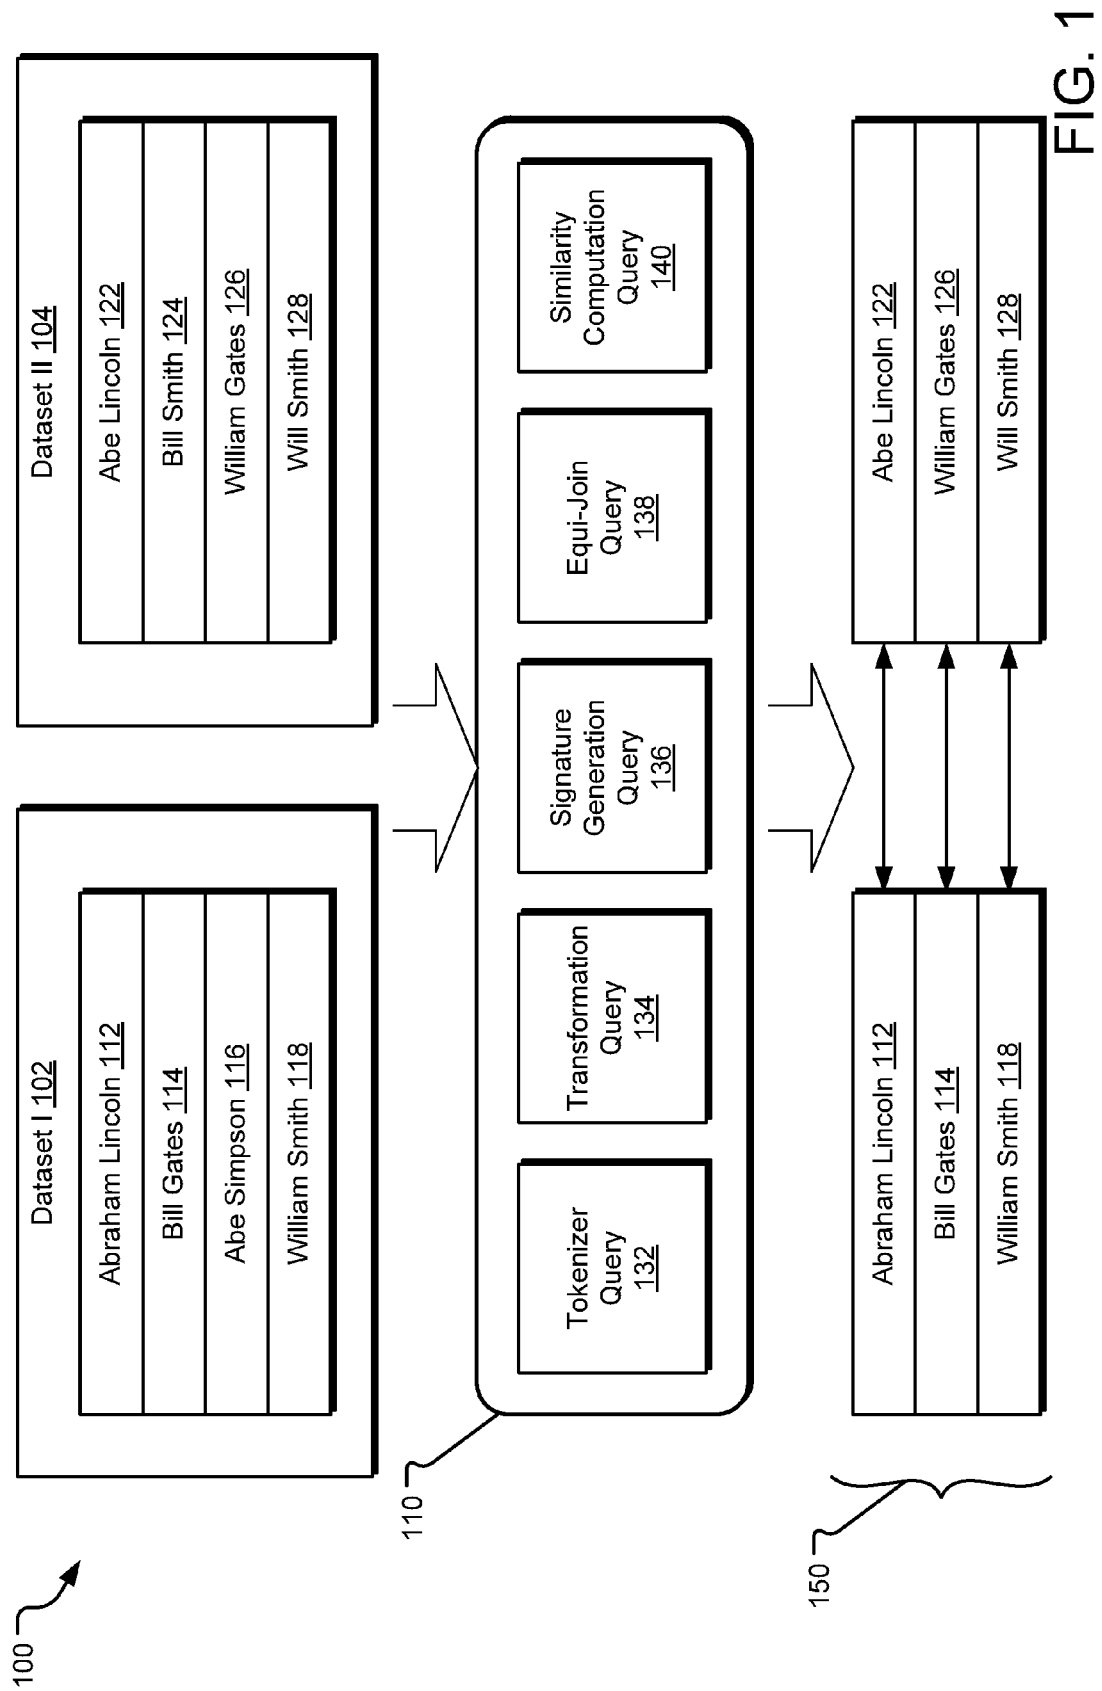 100
Dataset I 102
Abraham Lincoln 112
Bill Gates 114
Abe Simpson 116
William Smith 118
Dataset II 104
Abe Lincoln 122
Bill Smith 124
William Gates 126
Will Smith 128
110
Tokenizer
Query
132
Transformation
Query
134
Signature
Generation
Query
136
Equi-Join
Query
138
Similarity
Computation
Query
140
150
Abraham Lincoln 112
Bill Gates 114
William Smith 118
Abe Lincoln 122
William Gates 126
Will Smith 128
FIG. 1